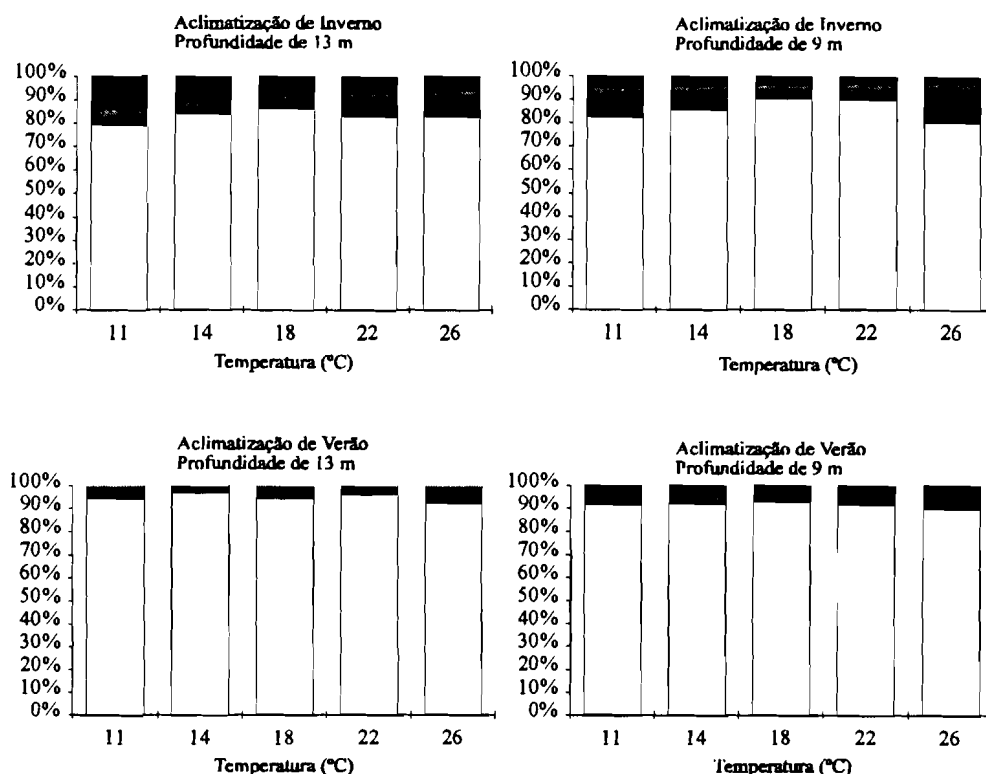 Aclimatização de Inverno
Profundidade de 13 m
100%
90%
80%
70%
60%
50%
40%
30%
20%
10%
0%
11 14 18 22 26
Temperatura (ºC)
Aclimatização de Inverno
Profundidade de 9 m
100%
90%
80%
70%
60%
50%
40%
30%
20%
10%
0%
11 14 18 22 26
Temperatura (ºC)
Aclimatização de Verão
Profundidade de 13 m
100%
90%
80%
70%
60%
50%
40%
30%
20%
10%
0%
11 14 18 22 26
Temperatura (ºC)
Aclimatização de Verão
Profundidade de 9 m
100%
90%
80%
70%
60%
50%
40%
30%
20%
10%
0%
11 14 18 22 26
Temperatura (ºC)